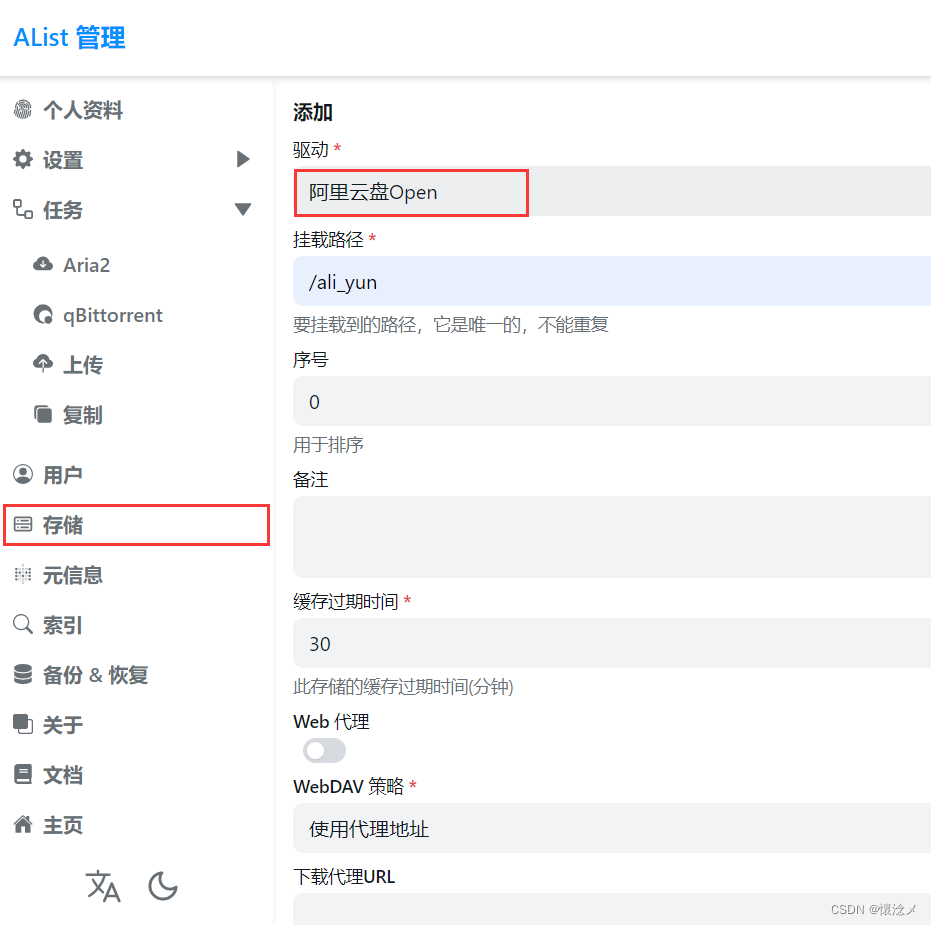 AList 管理
个人资料
设置
任务
Aria2
qBittorrent
上传
复制
用户
存储
元信息
索引
备份 & 恢复
关于
文档
主页
添加
驱动 *
阿里云盘Open
挂载路径 *
/ali_yun
要挂载到的路径，它是唯一的，不能重复
序号
0
用于排序
备注
缓存过期时间 *
30
此存储的缓存过期时间(分钟)
Web 代理
WebDAV 策略 *
使用代理地址
下载代理URL
CSDN @懷淰メ